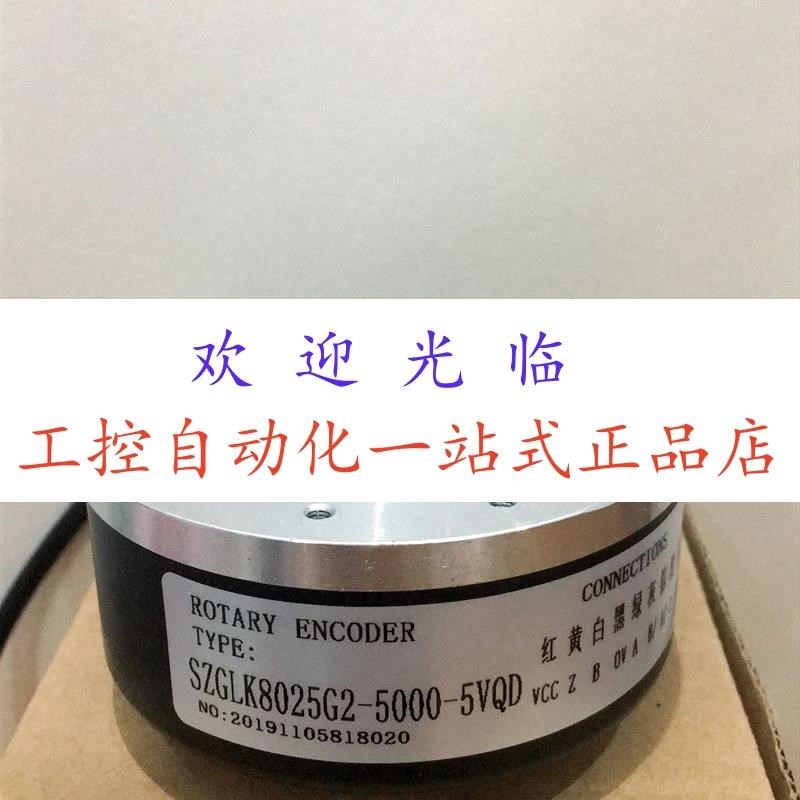 欢迎光临
工控自动化一站式正品店
CONNECTIONS
ROTARY ENCODER
TYPE:
SZGLK8025G2-5000-5VQD
NO:20191105818020
红 黄 白 黑 绿 灰
VCC Z B 0V A